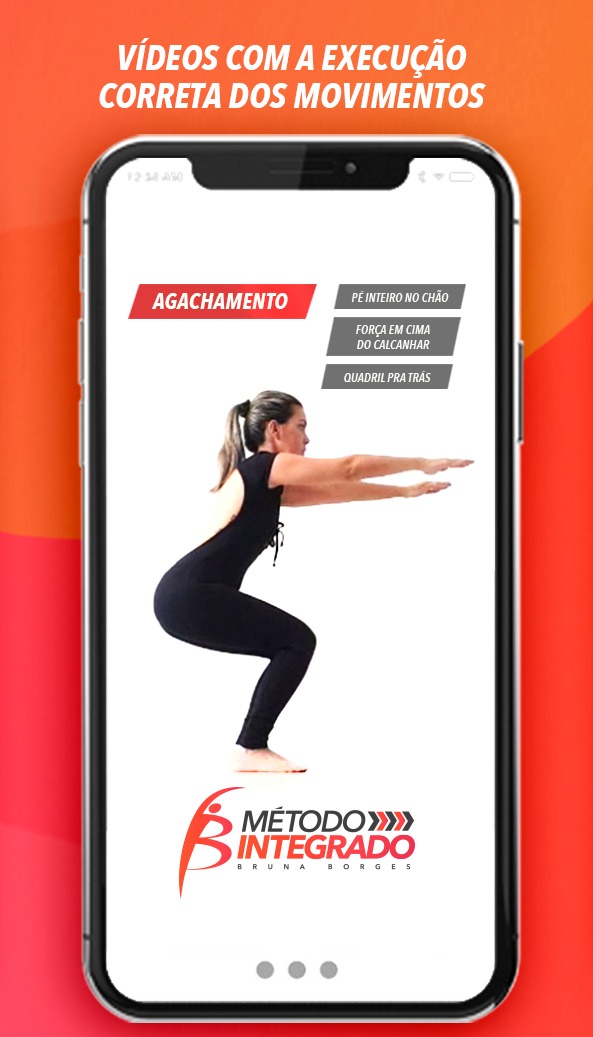 VÍDEOS COM A EXECUÇÃO
CORRETA DOS MOVIMENTOS
12:34 AM
AGACHAMENTO
PÉ INTEIRO NO CHÃO
FORÇA EM CIMA
DO CALCANHAR
QUADRIL PRA TRÁS
MÉTODO
INTEGRADO
BRUNA BORGES